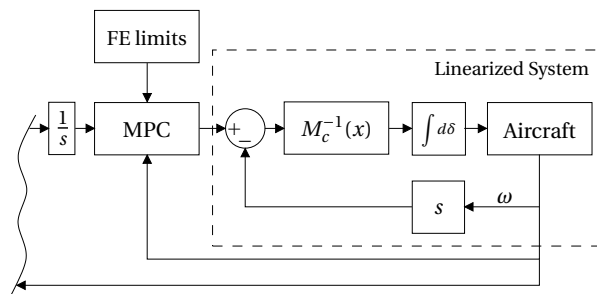 FE limits
Linearized System
1/s
MPC
+
−
M_c^{-1}(x)
∫ dδ
Aircraft
s
ω